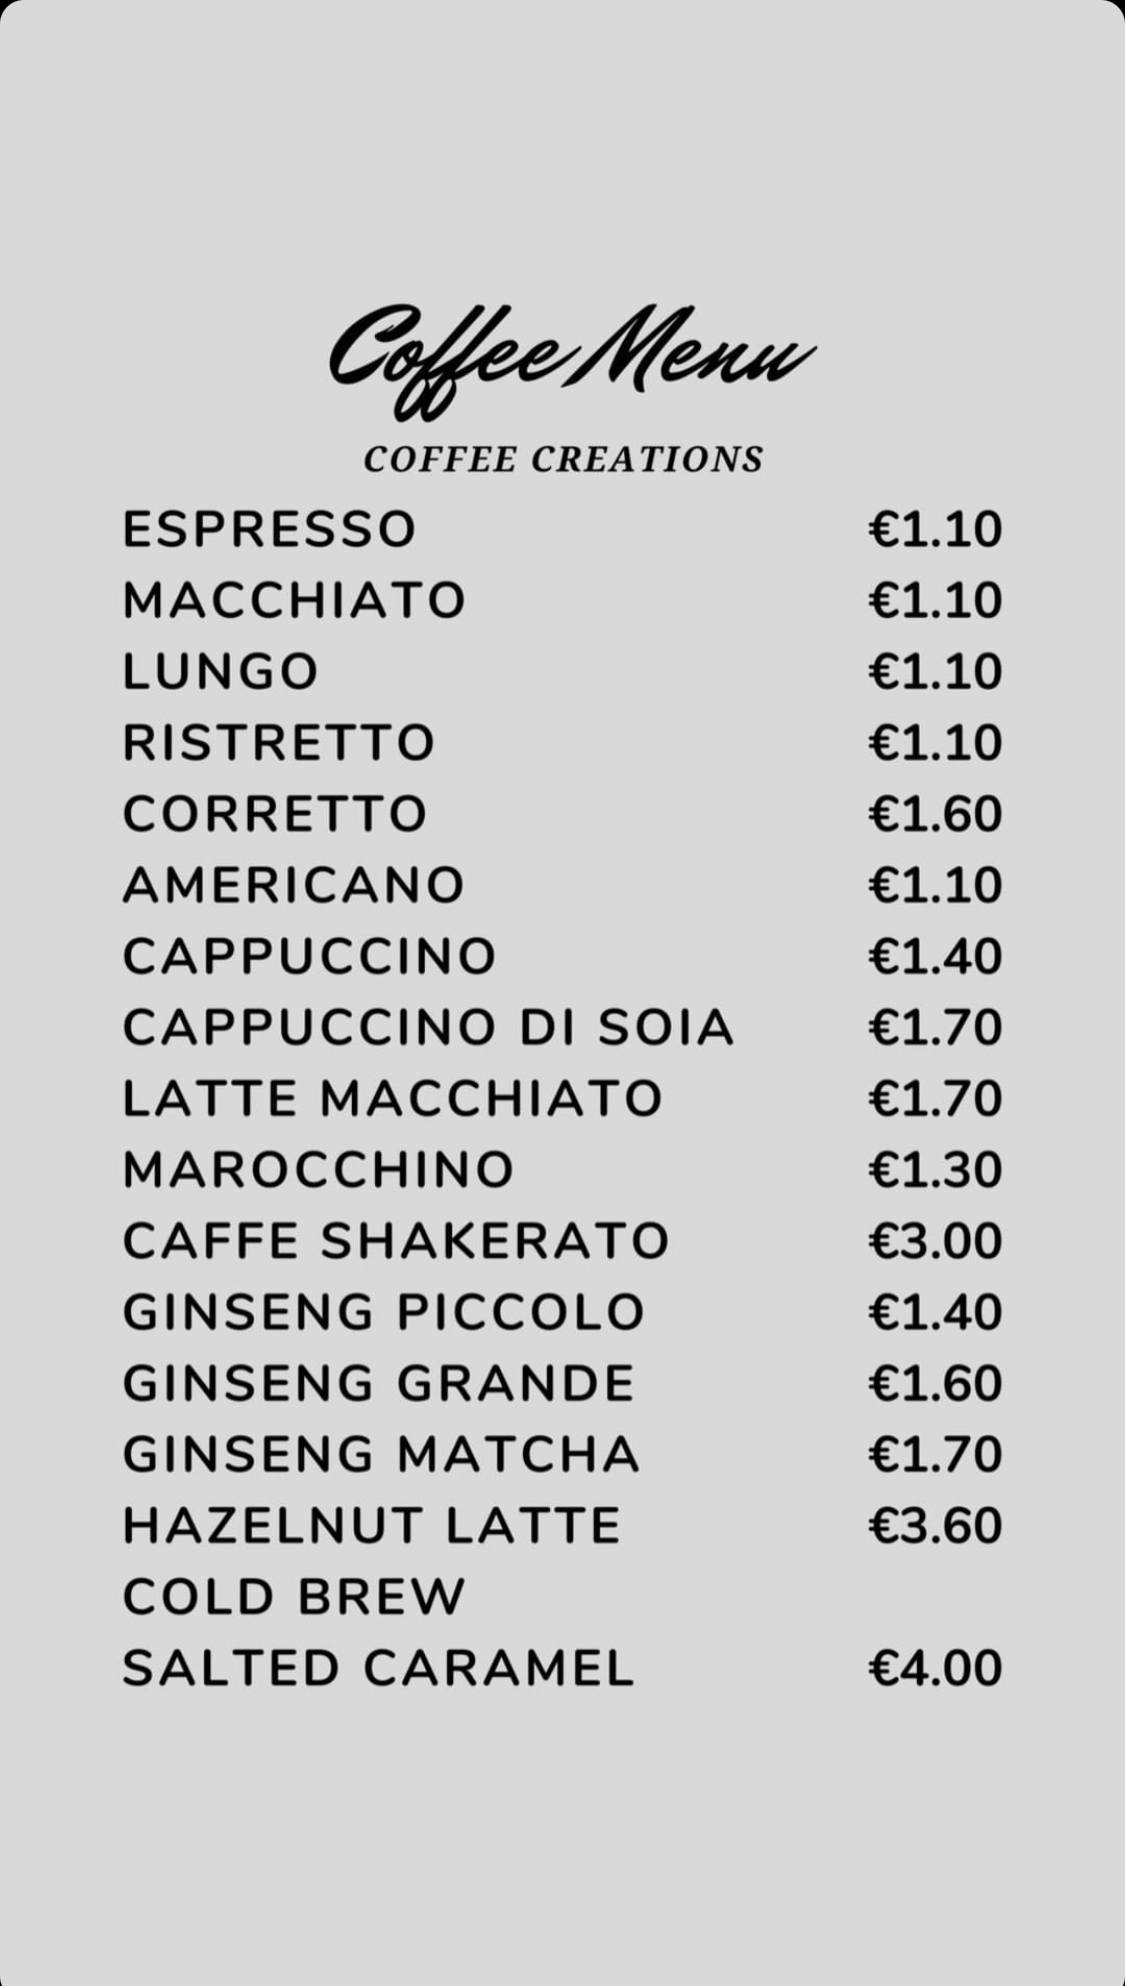 Coffee Menu
COFFEE CREATIONS
ESPRESSO €1.10
MACCHIATO €1.10
LUNGO €1.10
RISTRETTO €1.10
CORRETTO €1.60
AMERICANO €1.10
CAPPUCCINO €1.40
CAPPUCCINO DI SOIA €1.70
LATTE MACCHIATO €1.70
MAROCCHINO €1.30
CAFFE SHAKERATO €3.00
GINSENG PICCOLO €1.40
GINSENG GRANDE €1.60
GINSENG MATCHA €1.70
HAZELNUT LATTE €3.60
COLD BREW
SALTED CARAMEL €4.00